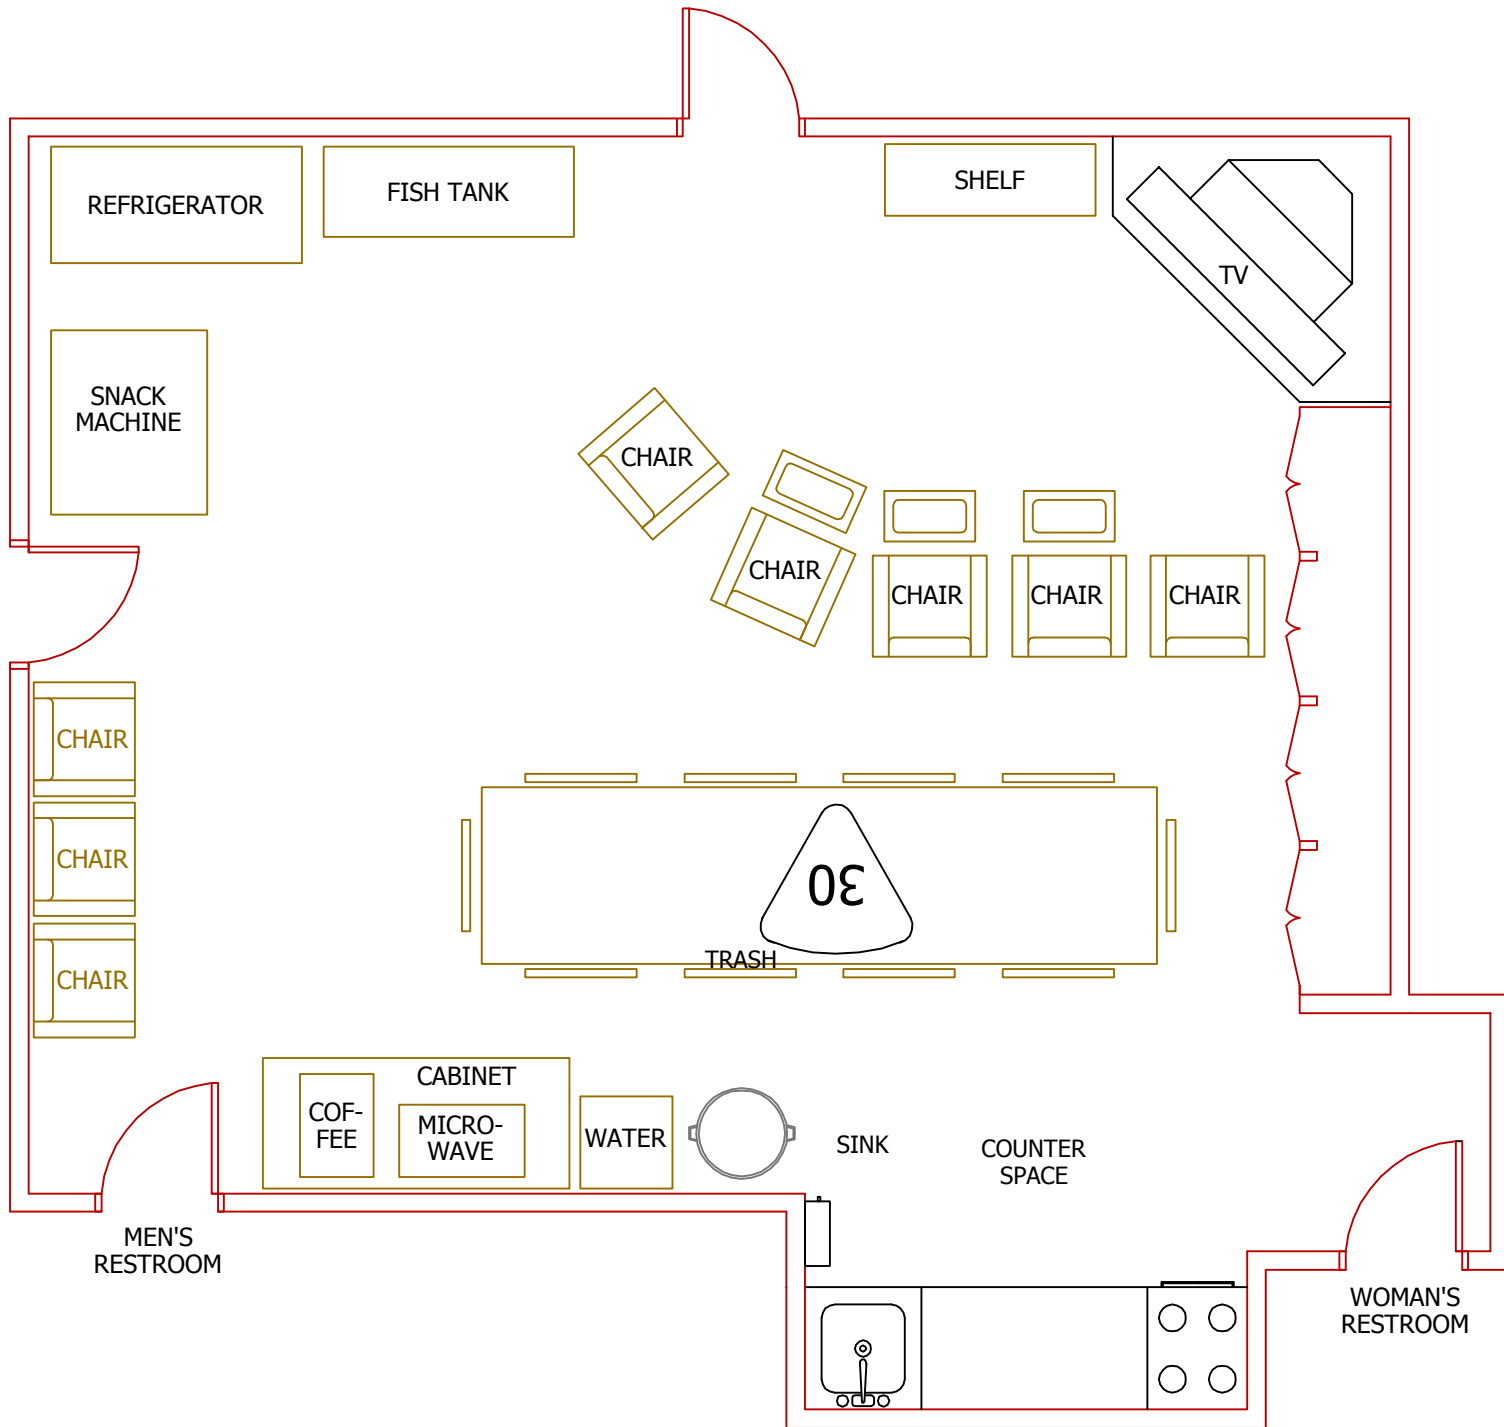 REFRIGERATOR
FISH TANK
SHELF
TV
SNACK
MACHINE
CHAIR
CHAIR
CHAIR
CHAIR
CHAIR
CHAIR
CHAIR
CHAIR
30
TRASH
CABINET
COF-
FEE
MICRO-
WAVE
WATER
SINK
COUNTER
SPACE
MEN'S
RESTROOM
WOMAN'S
RESTROOM